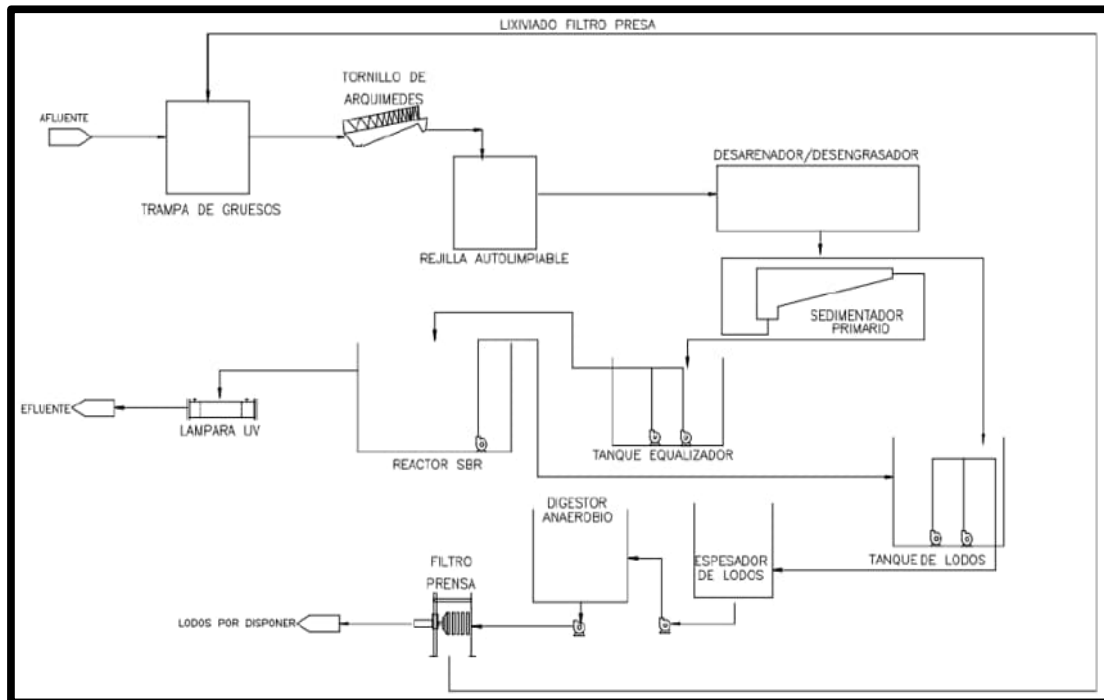 LIXIVIADO FILTRO PRESA
TORNILLO DE
ARQUIMEDES
AFLUENTE
DESARENADOR/DESENGRASADOR
TRAMPA DE GRUESOS
REJILLA AUTOLIMPIABLE
SEDIMENTADOR
PRIMARIO
EFLUENTE
LAMPARA UV
REACTOR SBR
TANQUE EQUALIZADOR
DIGESTOR
ANAEROBIO
TANQUE DE LODOS
ESPESADOR
DE LODOS
FILTRO
PRENSA
LODOS POR DISPONER